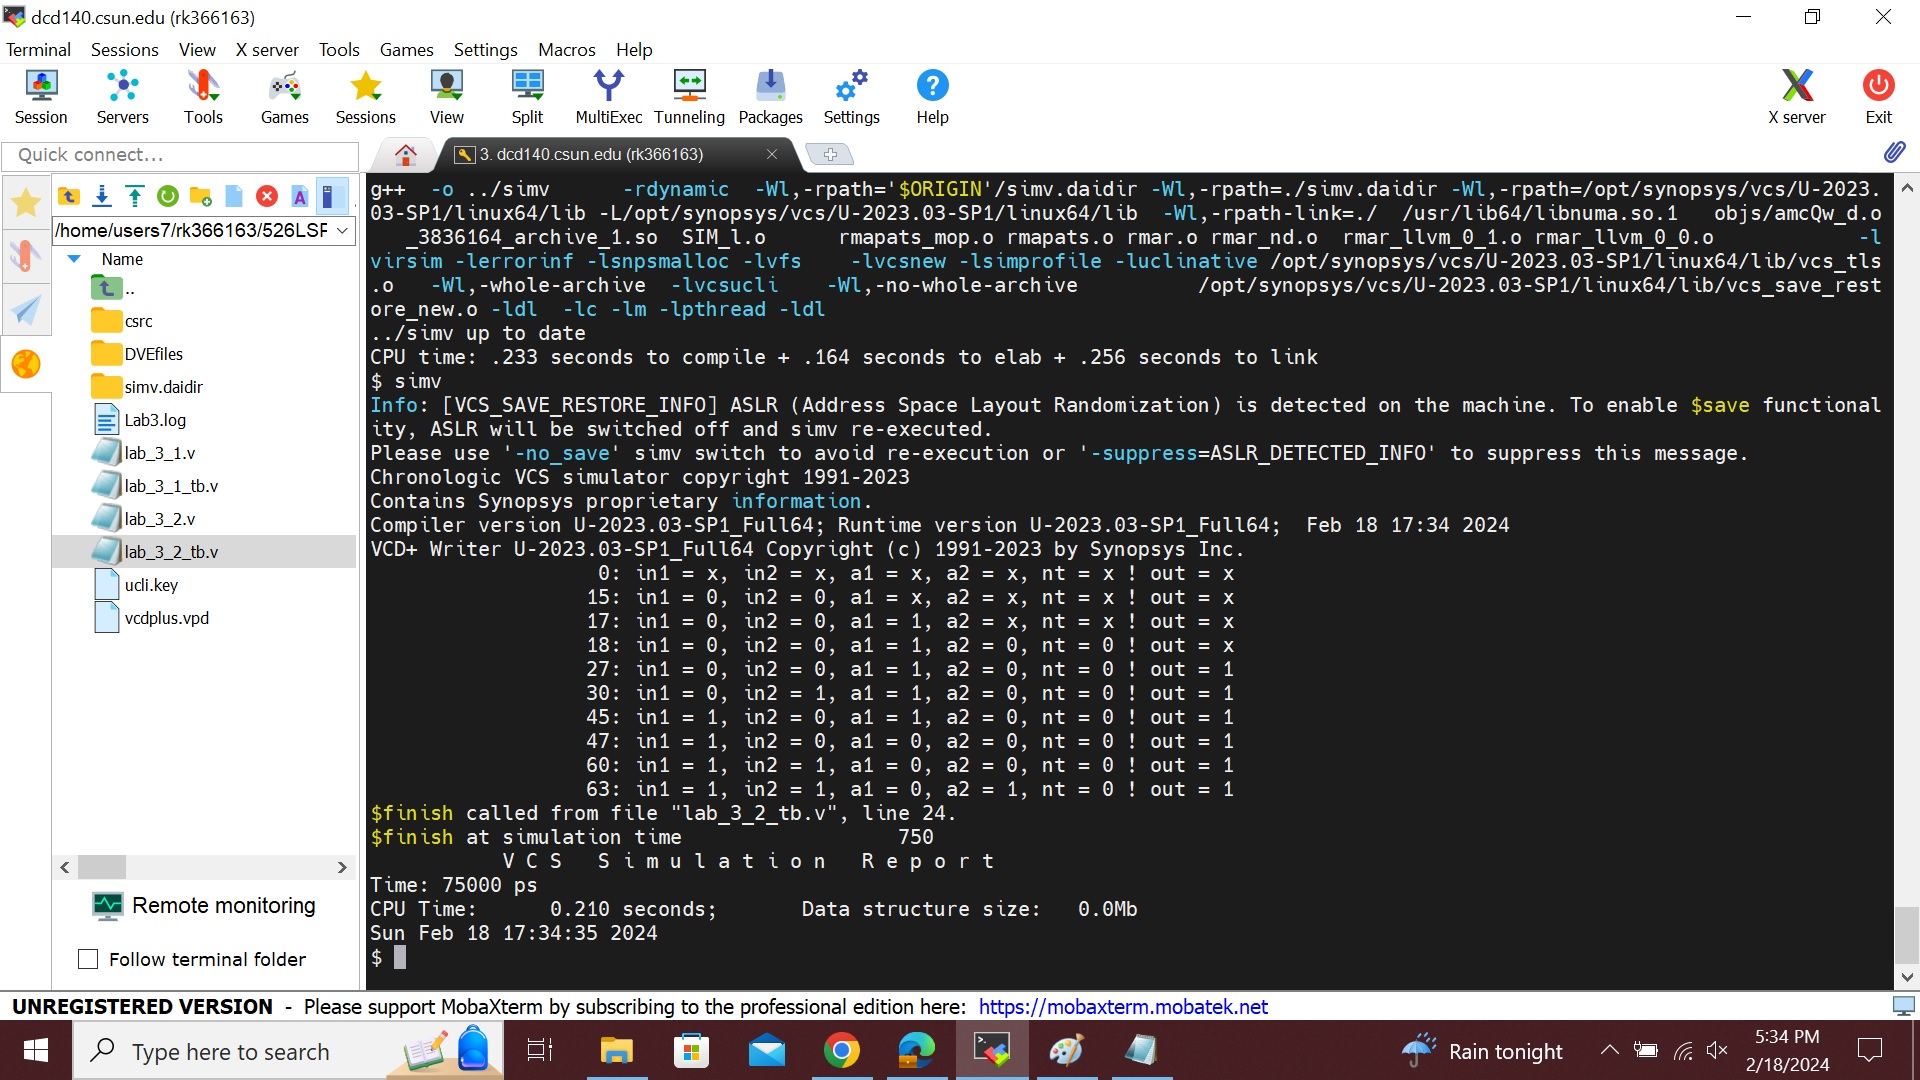 dcd140.csun.edu (rk366163)
Terminal Sessions View X server Tools Games Settings Macros Help
Session Servers Tools Games Sessions View Split MultiExec Tunneling Packages Settings Help X server Exit
Quick connect...
3. dcd140.csun.edu (rk366163)
/home/users7/rk366163/526LSF
Name
..
csrc
DVEfiles
simv.daidir
Lab3.log
lab_3_1.v
lab_3_1_tb.v
lab_3_2.v
lab_3_2_tb.v
ucli.key
vcdplus.vpd
Remote monitoring
Follow terminal folder
g++ -o ../simv -rdynamic -Wl,-rpath='$ORIGIN'/simv.daidir -Wl,-rpath=./simv.daidir -Wl,-rpath=/opt/synopsys/vcs/U-2023.
03-SP1/linux64/lib -L/opt/synopsys/vcs/U-2023.03-SP1/linux64/lib -Wl,-rpath-link=./ /usr/lib64/libnuma.so.1 objs/amcQw_d.o
_3836164_archive_1.so SIM_l.o rmapats_mop.o rmapats.o rmar.o rmar_nd.o rmar_llvm_0_1.o rmar_llvm_0_0.o -l
virsim -lerrorinf -lsnpsmalloc -lvfs -lvcsnew -lsimprofile -luclinative /opt/synopsys/vcs/U-2023.03-SP1/linux64/lib/vcs_tls
.o -Wl,-whole-archive -lvcsucli -Wl,-no-whole-archive /opt/synopsys/vcs/U-2023.03-SP1/linux64/lib/vcs_save_rest
ore_new.o -ldl -lc -lm -lpthread -ldl
../simv up to date
CPU time: .233 seconds to compile + .164 seconds to elab + .256 seconds to link
$ simv
Info: [VCS_SAVE_RESTORE_INFO] ASLR (Address Space Layout Randomization) is detected on the machine. To enable $save functional
ity, ASLR will be switched off and simv re-executed.
Please use '-no_save' simv switch to avoid re-execution or '-suppress=ASLR_DETECTED_INFO' to suppress this message.
Chronologic VCS simulator copyright 1991-2023
Contains Synopsys proprietary information.
Compiler version U-2023.03-SP1_Full64; Runtime version U-2023.03-SP1_Full64; Feb 18 17:34 2024
VCD+ Writer U-2023.03-SP1_Full64 Copyright (c) 1991-2023 by Synopsys Inc.
0: in1 = x, in2 = x, a1 = x, a2 = x, nt = x ! out = x
15: in1 = 0, in2 = 0, a1 = x, a2 = x, nt = x ! out = x
17: in1 = 0, in2 = 0, a1 = 1, a2 = x, nt = x ! out = x
18: in1 = 0, in2 = 0, a1 = 1, a2 = 0, nt = 0 ! out = x
27: in1 = 0, in2 = 0, a1 = 1, a2 = 0, nt = 0 ! out = 1
30: in1 = 0, in2 = 1, a1 = 1, a2 = 0, nt = 0 ! out = 1
45: in1 = 1, in2 = 0, a1 = 1, a2 = 0, nt = 0 ! out = 1
47: in1 = 1, in2 = 0, a1 = 0, a2 = 0, nt = 0 ! out = 1
60: in1 = 1, in2 = 1, a1 = 0, a2 = 0, nt = 0 ! out = 1
63: in1 = 1, in2 = 1, a1 = 0, a2 = 1, nt = 0 ! out = 1
$finish called from file "lab_3_2_tb.v", line 24.
$finish at simulation time 750
V C S S i m u l a t i o n R e p o r t
Time: 75000 ps
CPU Time: 0.210 seconds; Data structure size: 0.0Mb
Sun Feb 18 17:34:35 2024
$
UNREGISTERED VERSION - Please support MobaXterm by subscribing to the professional edition here: https://mobaxterm.mobatek.net
Type here to search
Rain tonight
5:34 PM
2/18/2024